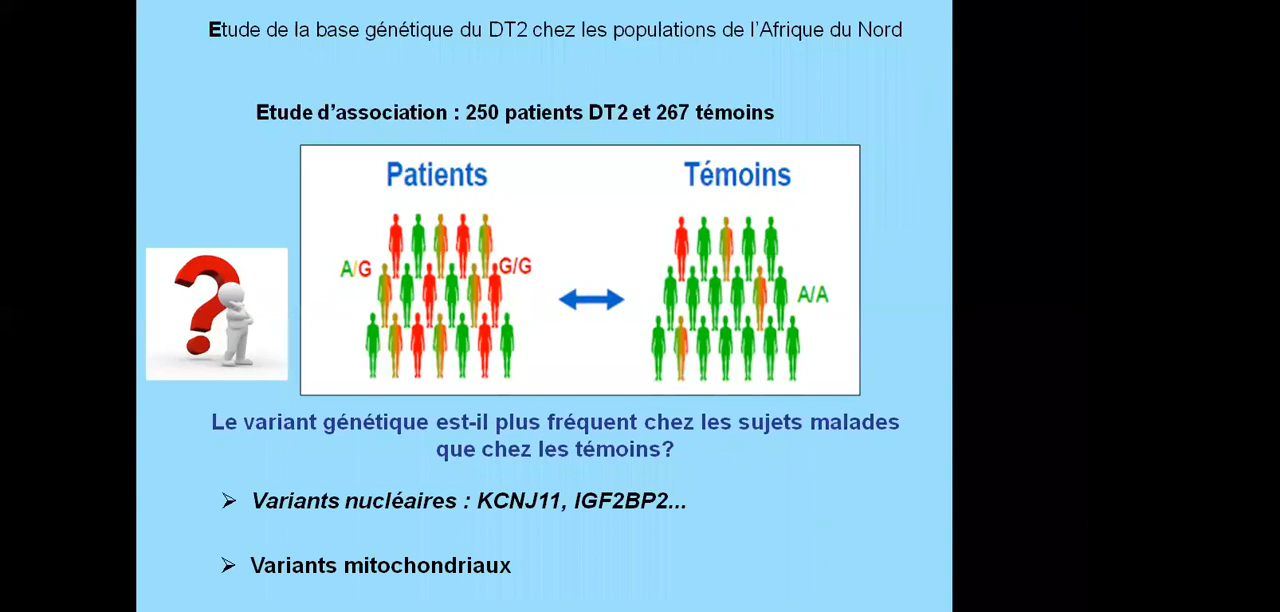 Etude de la base génétique du DT2 chez les populations de l'Afrique du Nord
Etude d'association : 250 patients DT2 et 267 témoins
Patients
Témoins
A/G
G/G
A/A
Le variant génétique est-il plus fréquent chez les sujets malades
que chez les témoins?
Variants nucléaires : KCNJ11, IGF2BP2...
Variants mitochondriaux